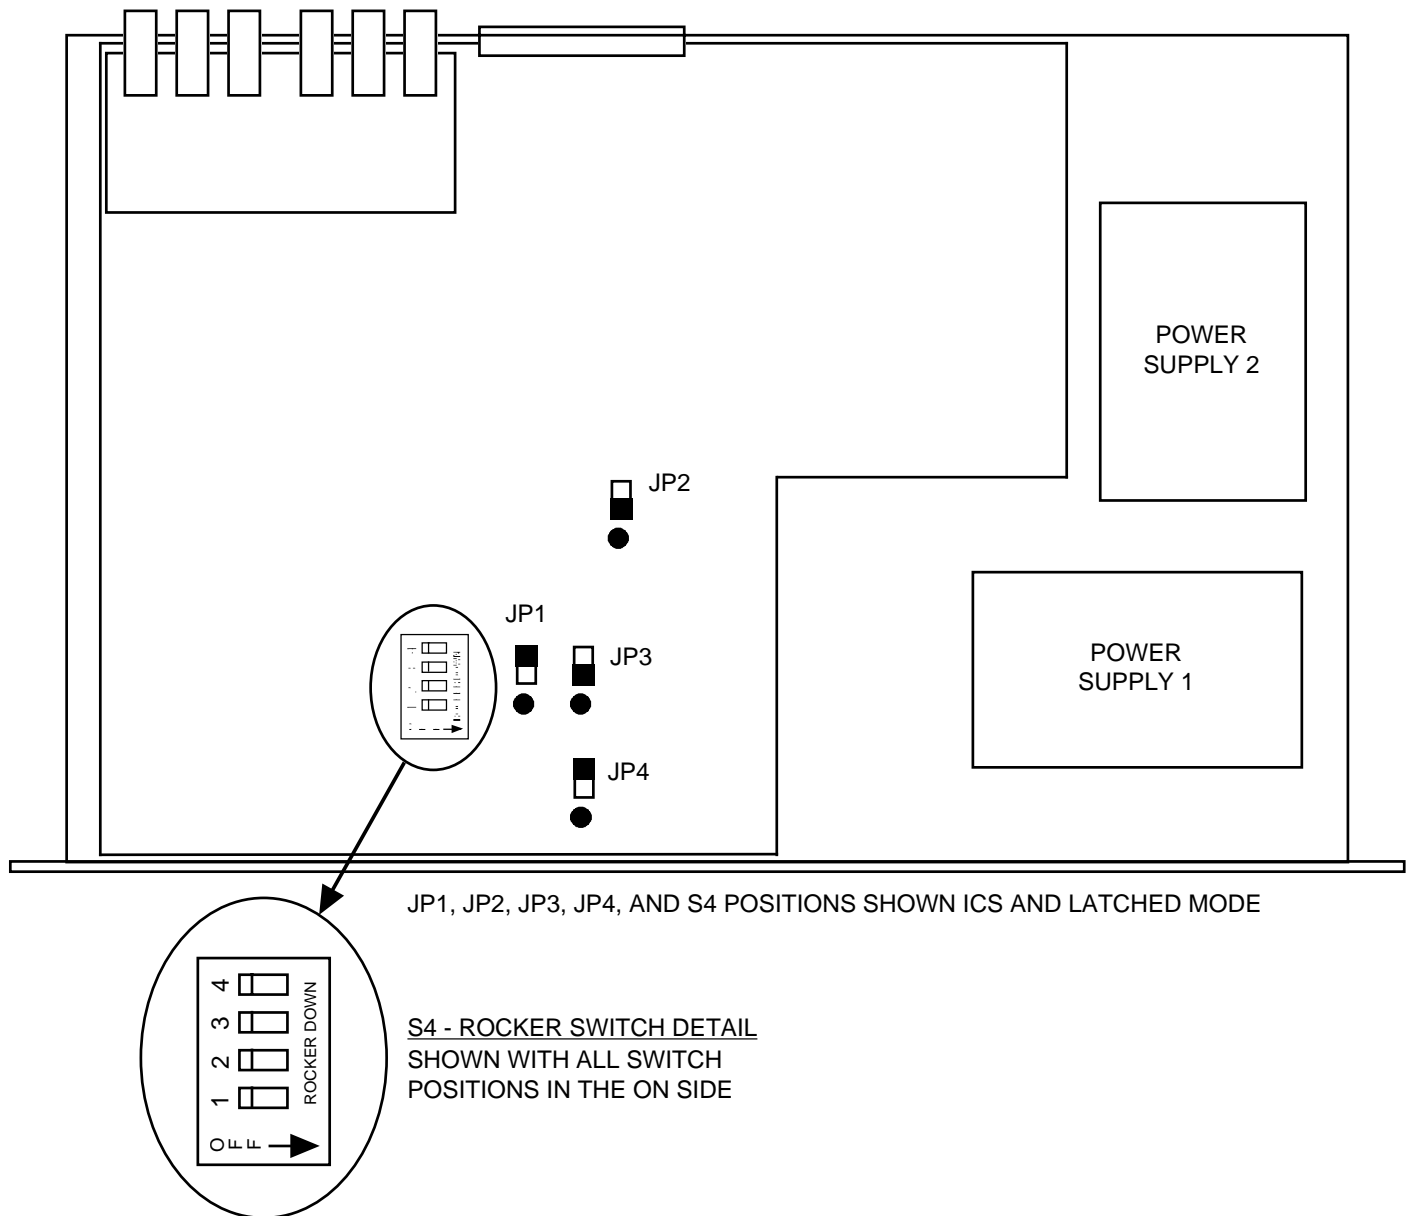 POWER
SUPPLY 2
JP2
JP1
JP3
POWER
SUPPLY 1
JP4
JP1, JP2, JP3, JP4, AND S4 POSITIONS SHOWN ICS AND LATCHED MODE
4
3
2
1
ROCKER DOWN
OFF
S4 - ROCKER SWITCH DETAIL
SHOWN WITH ALL SWITCH
POSITIONS IN THE ON SIDE